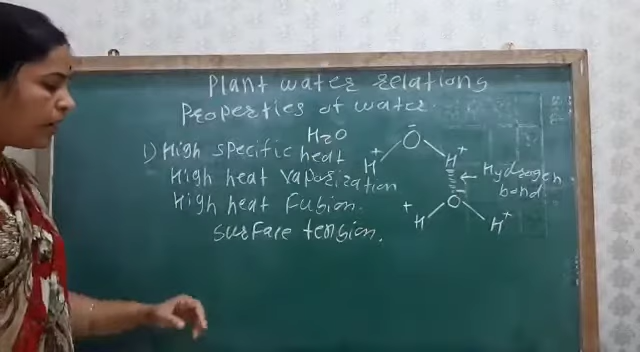 Plant water relations
Properties of water.
H2O
1) High specific heat
High heat vaporization
High heat Fusion.
surface tension.
O -
H +
H +
Hydrogen
bond
O
+ H
H +